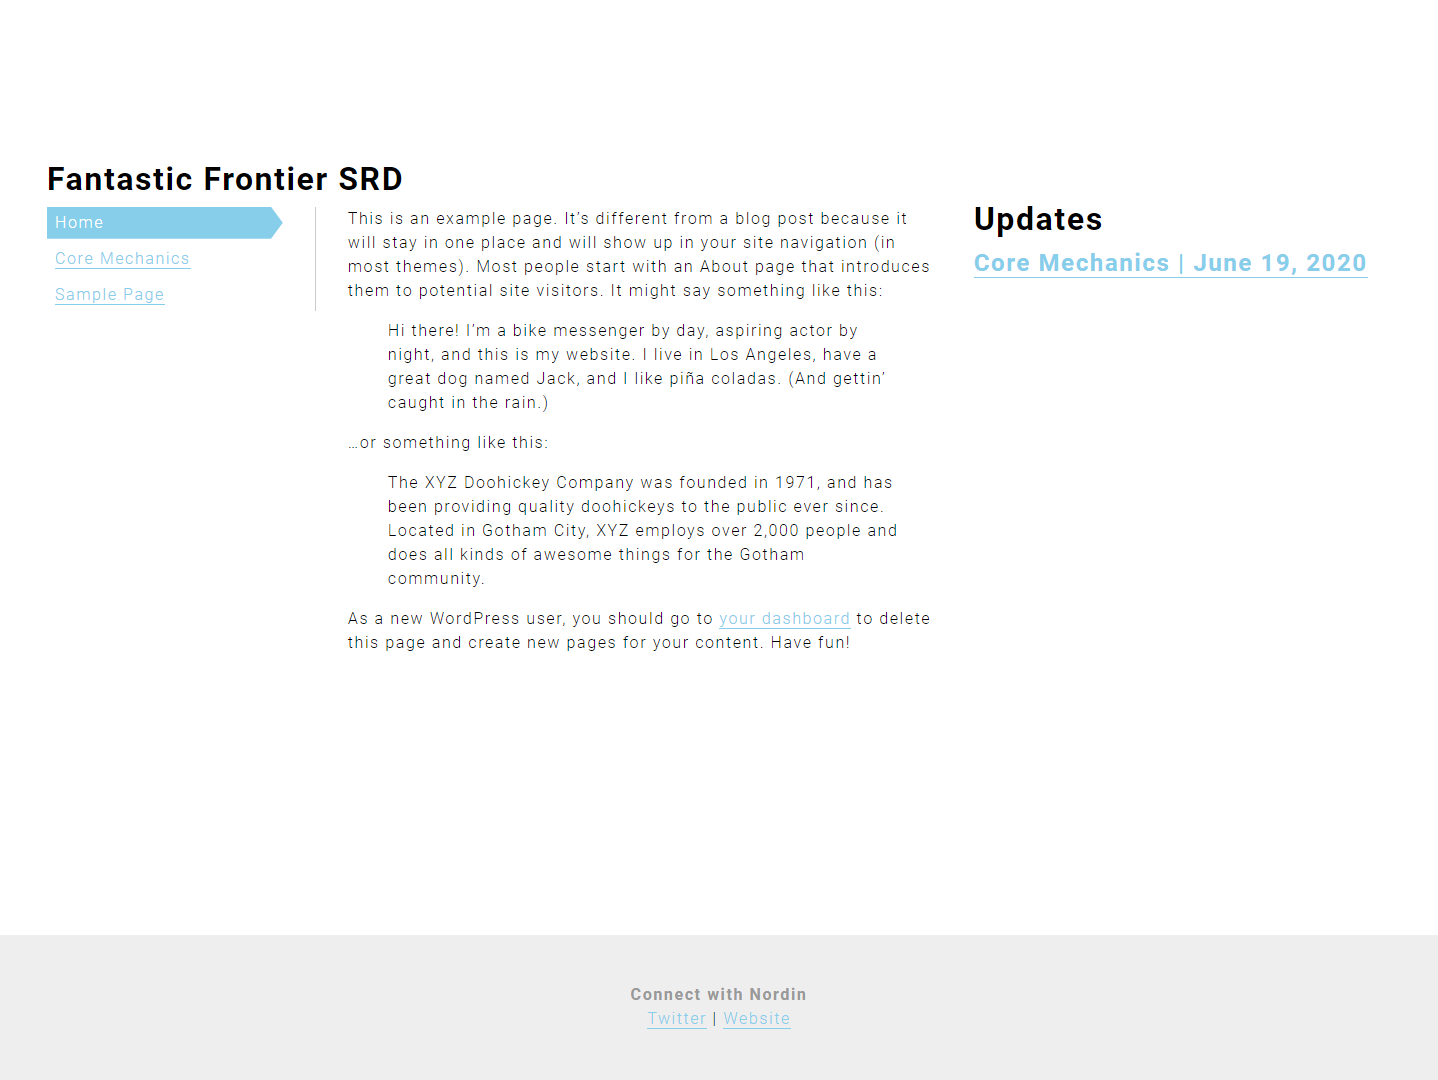 Fantastic Frontier SRD
Home
Core Mechanics
Sample Page
This is an example page. It’s different from a blog post because it
will stay in one place and will show up in your site navigation (in
most themes). Most people start with an About page that introduces
them to potential site visitors. It might say something like this:
Hi there! I’m a bike messenger by day, aspiring actor by
night, and this is my website. I live in Los Angeles, have a
great dog named Jack, and I like piña coladas. (And gettin’
caught in the rain.)
…or something like this:
The XYZ Doohickey Company was founded in 1971, and has
been providing quality doohickeys to the public ever since.
Located in Gotham City, XYZ employs over 2,000 people and
does all kinds of awesome things for the Gotham
community.
As a new WordPress user, you should go to your dashboard to delete
this page and create new pages for your content. Have fun!
Updates
Core Mechanics | June 19, 2020
Connect with Nordin
Twitter | Website